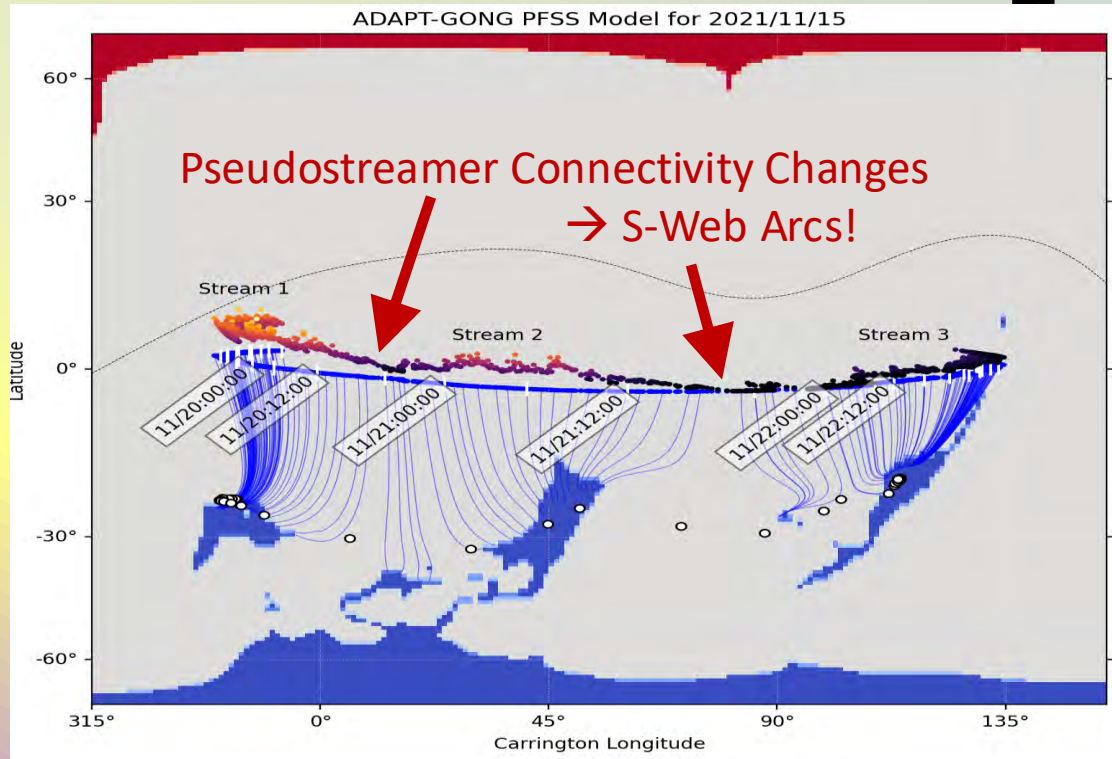 ADAPT-GONG PFSS Model for 2021/11/15
60°
Pseudostreamer Connectivity Changes
→ S-Web Arcs!
30°
Stream 1
Stream 2
Stream 3
0°
Latitude
11/20:00:00
11/20:12:00
11/21:00:00
11/21:12:00
11/22:00:00
11/22:12:00
-30°
-60°
315°
0°
45°
90°
135°
Carrington Longitude